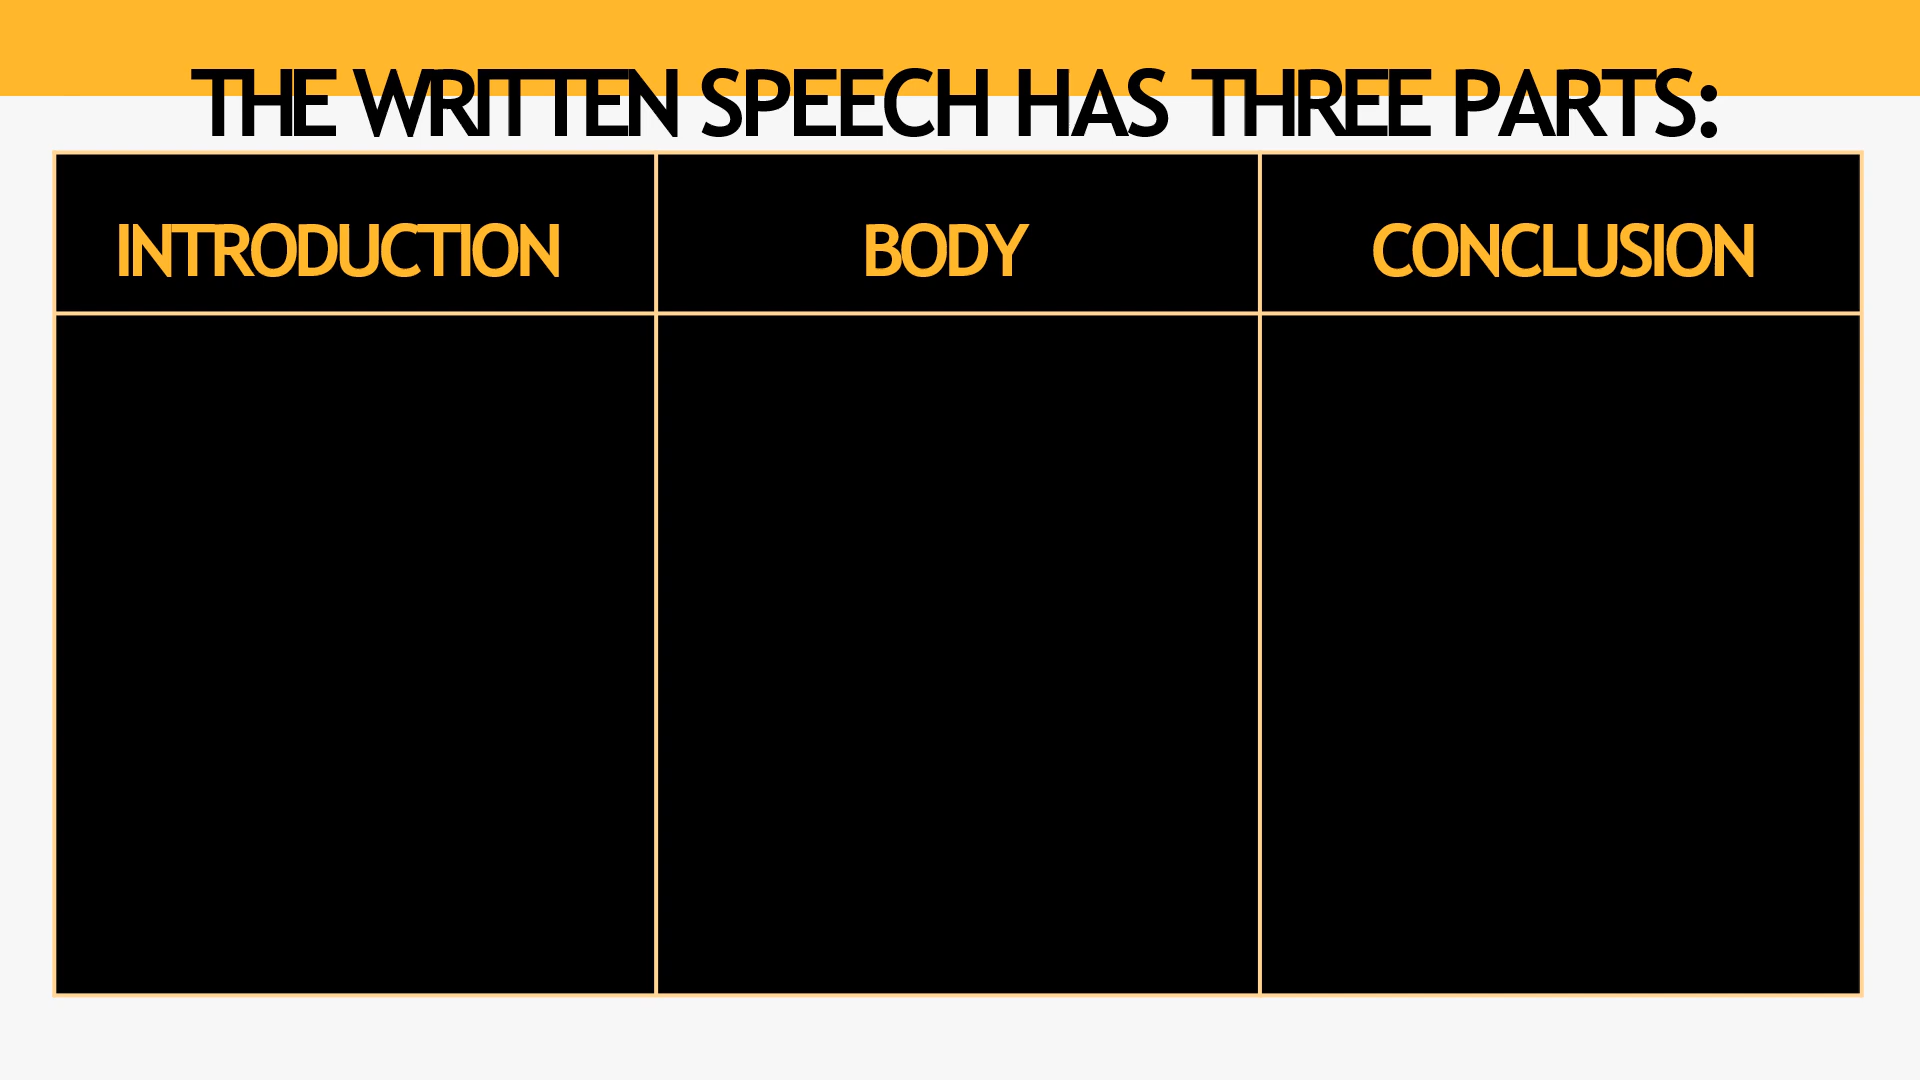 THE WRITTEN SPEECH HAS THREE PARTS:
INTRODUCTION
BODY
CONCLUSION